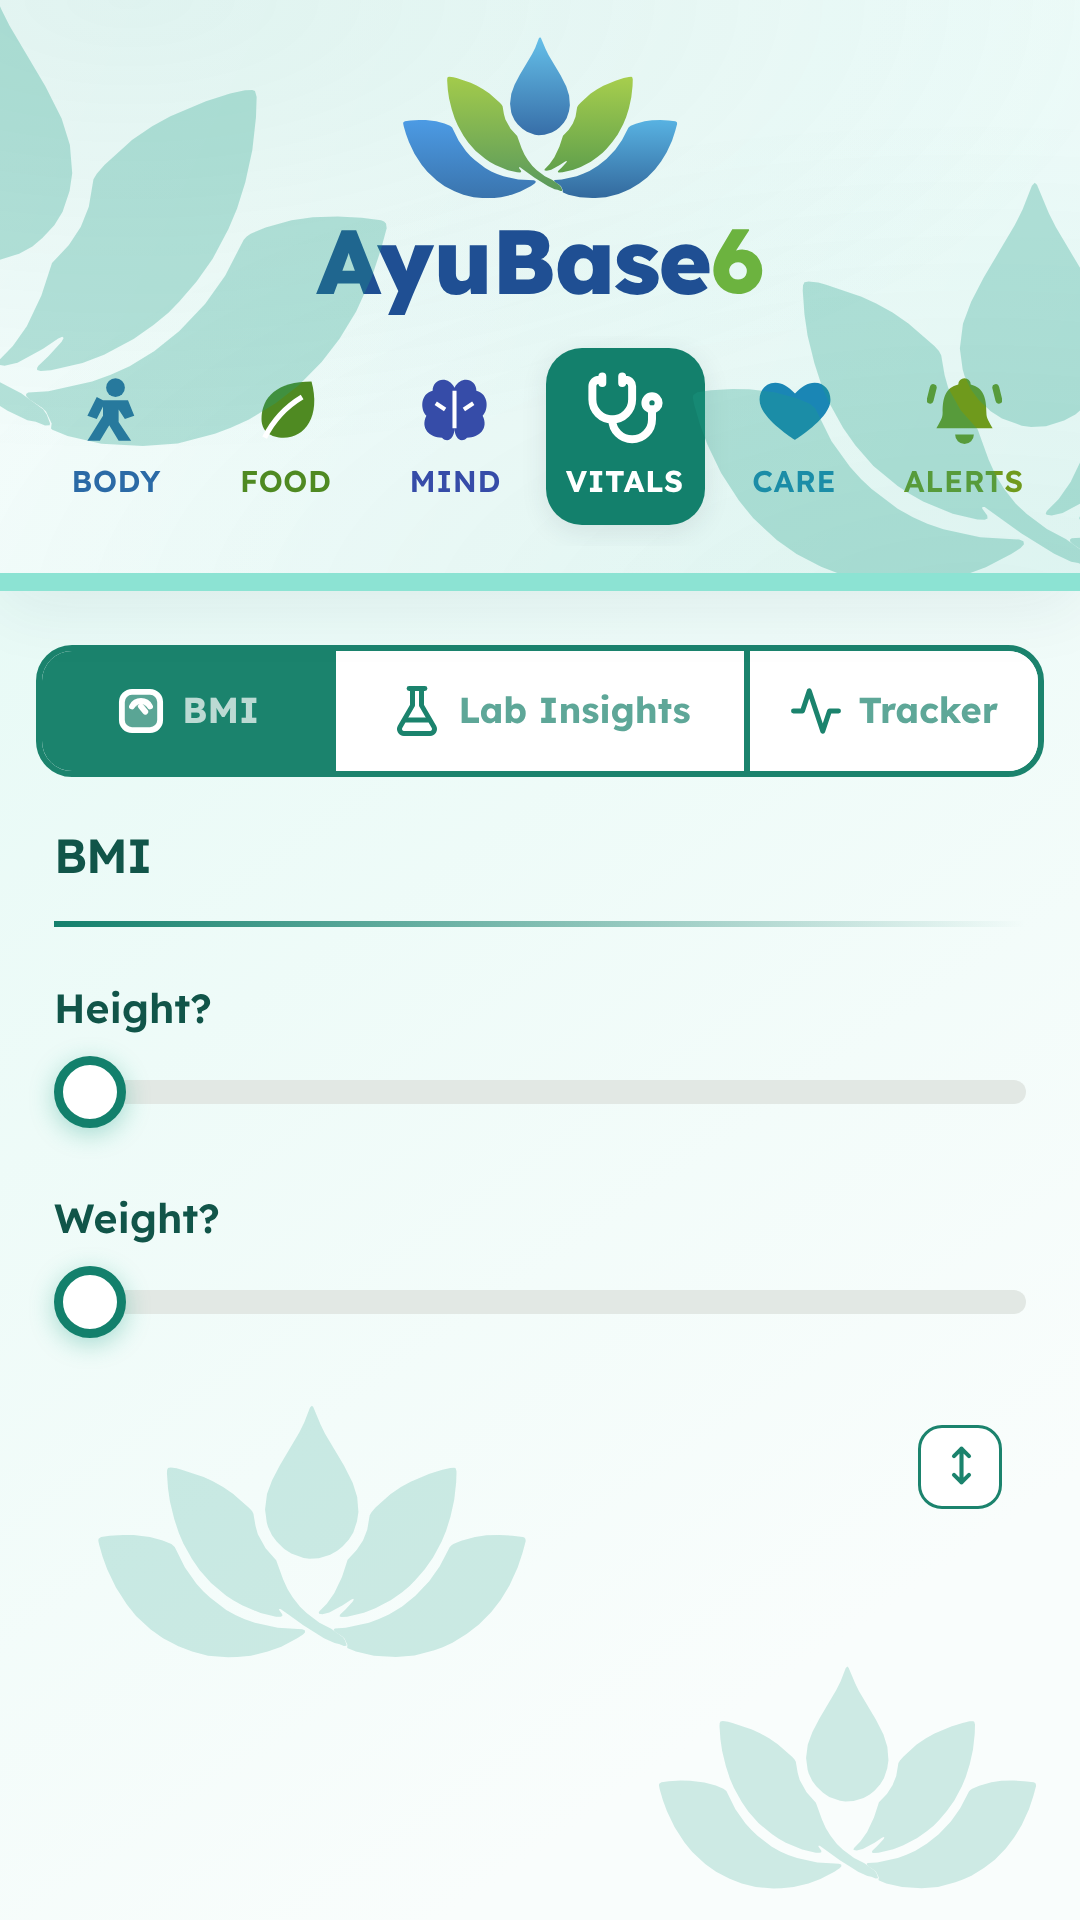 AyuBase6
BODY FOOD MIND VITALS CARE ALERTS
BMI Lab Insights Tracker
BMI
Height?
Weight?